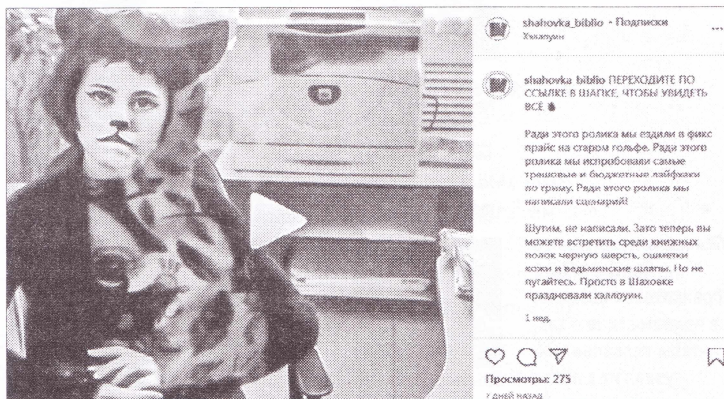 shahovka_biblio • Подписки
Хэллоуин
shahovka_biblio ПЕРЕХОДИТЕ ПО
ССЫЛКЕ В ШАПКЕ, ЧТОБЫ УВИДЕТЬ
ВСЁ
Ради этого ролика мы ездили в фикс
прайс на старом гольфе. Ради этого
ролика мы испробовали самые
трешовые и бюджетные лайфхаки
по гриму. Ради этого ролика мы
написали сценарий!
Шутим, не написали. Зато теперь вы
можете встретить среди книжных
полок черную шерсть, ошметки
кожи и ведьминские шляпы. Но не
пугайтесь. Просто в Шаховке
праздновали хэллоуин.
1 нед.
Просмотры: 275
7 ДНЕЙ НАЗАД